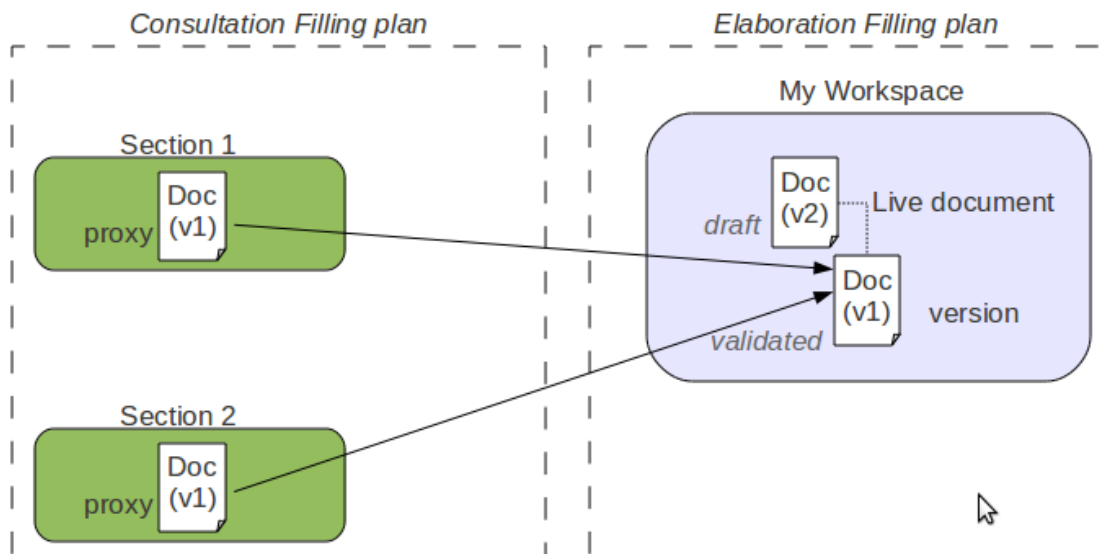 Consultation Filling plan
Elaboration Filling plan
My Workspace
Section 1
Doc
(v1)
proxy
Doc
(v2)
draft
Live document
Doc
(v1)
version
validated
Section 2
Doc
(v1)
proxy